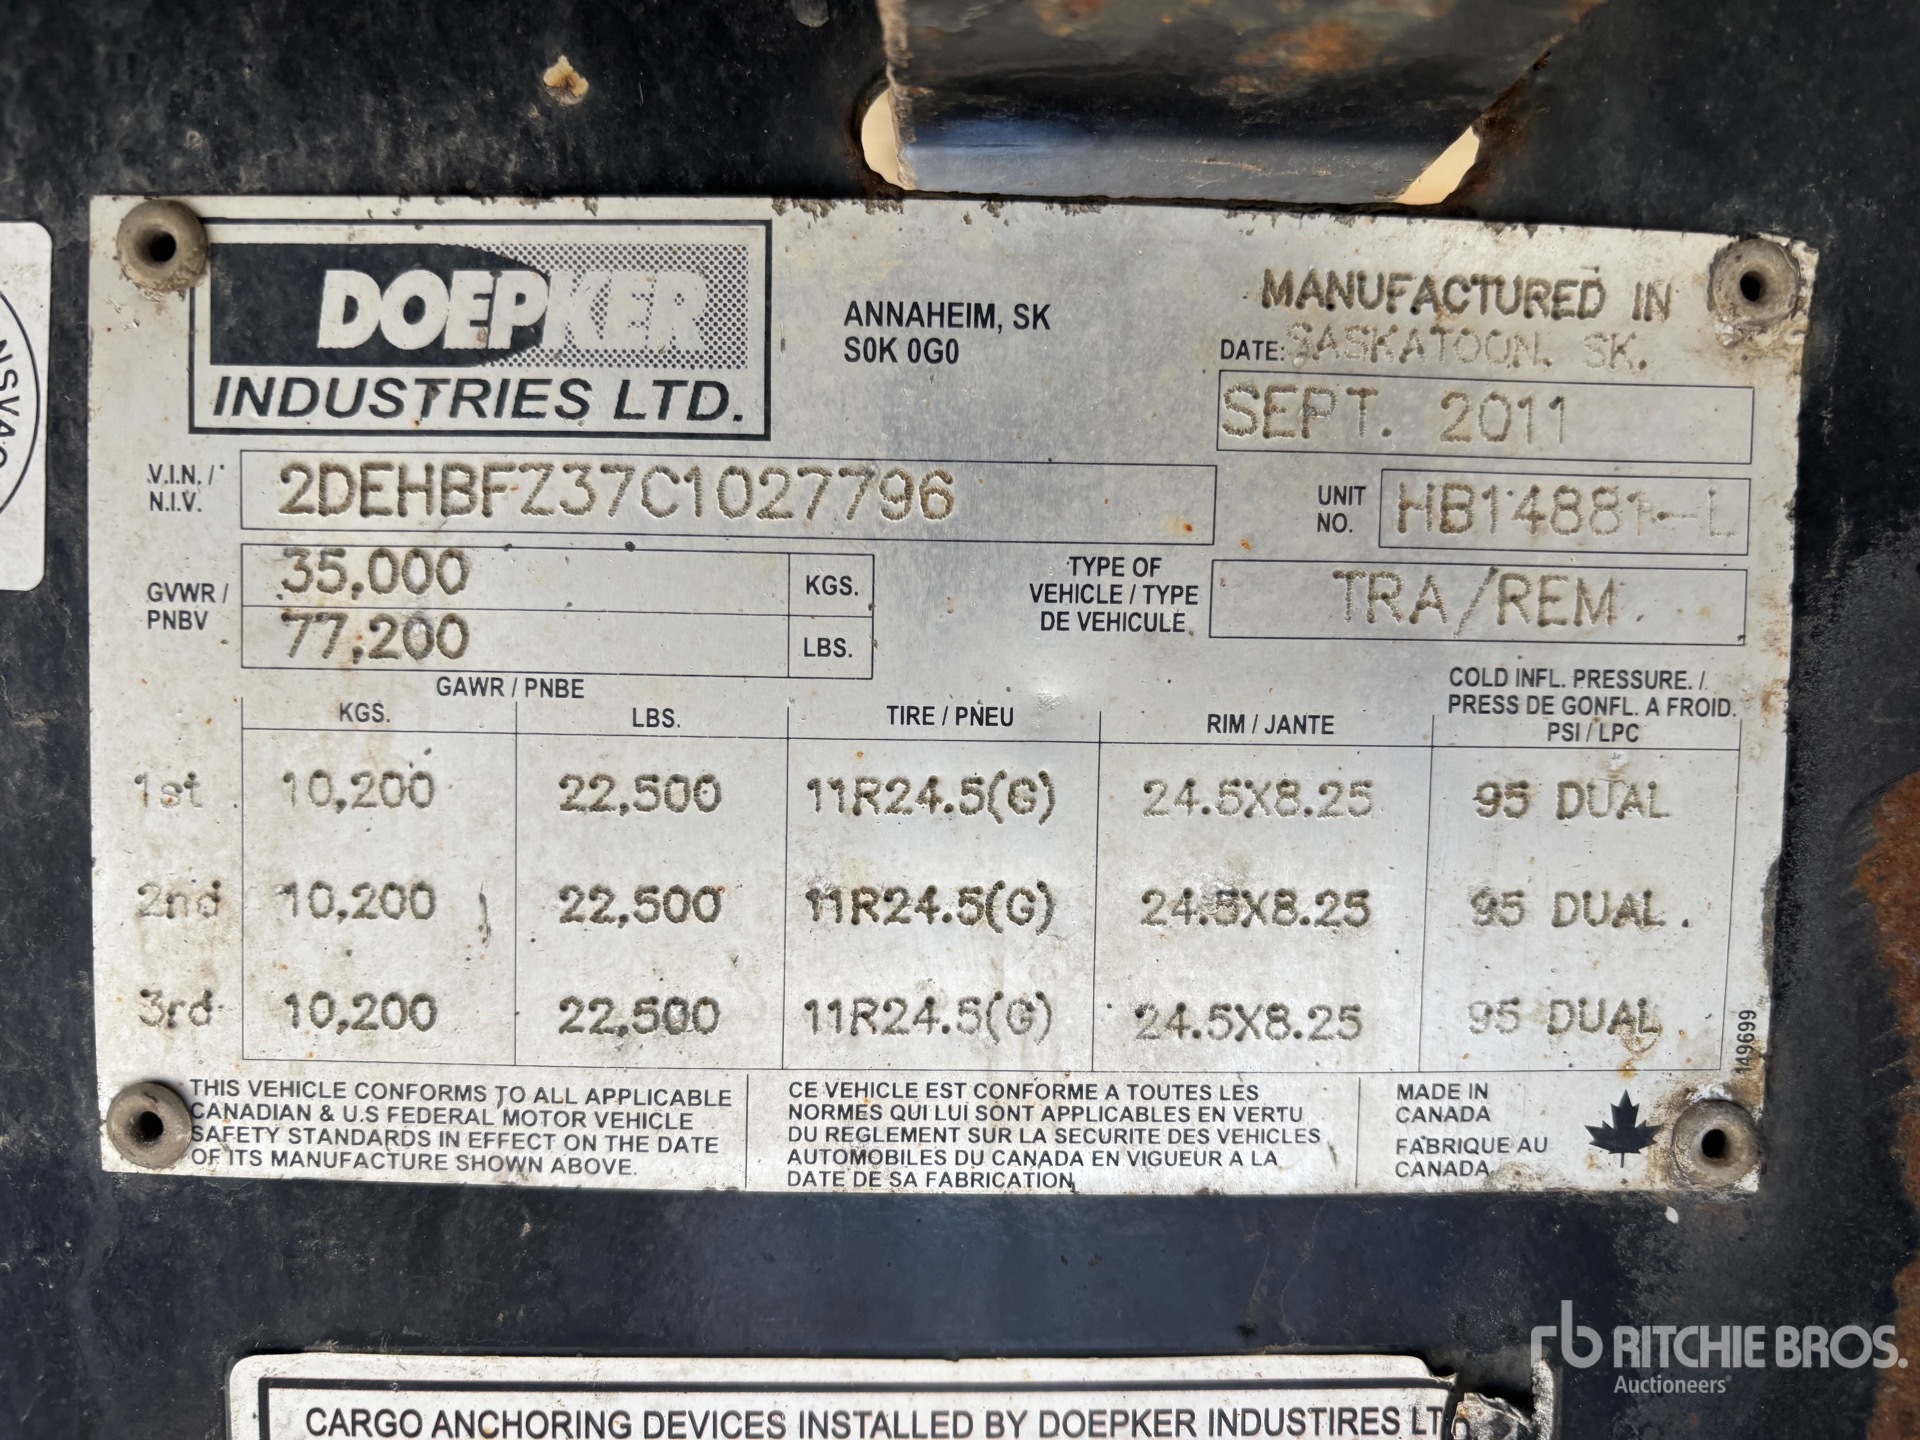 DOEPKER
INDUSTRIES LTD.
ANNAHEIM, SK
S0K 0G0
MANUFACTURED IN
DATE: SASKATOON. SK.
SEPT. 2011
V.I.N. /
N.I.V.
2DEHBFZ37C1027796
UNIT
NO.
HB14881-L
GVWR /
PNBV
35,000 KGS.
77,200 LBS.
TYPE OF
VEHICLE / TYPE
DE VEHICULE
TRA/REM
GAWR / PNBE
KGS. LBS. TIRE / PNEU RIM / JANTE
COLD INFL. PRESSURE. /
PRESS DE GONFL. A FROID.
PSI / LPC
1st 10,200 22,500 11R24.5(G) 24.5X8.25 95 DUAL
2nd 10,200 22,500 11R24.5(G) 24.5X8.25 95 DUAL
3rd 10,200 22,500 11R24.5(G) 24.5X8.25 95 DUAL
149699
THIS VEHICLE CONFORMS TO ALL APPLICABLE
CANADIAN & U.S FEDERAL MOTOR VEHICLE
SAFETY STANDARDS IN EFFECT ON THE DATE
OF ITS MANUFACTURE SHOWN ABOVE.
CE VEHICLE EST CONFORME A TOUTES LES
NORMES QUI LUI SONT APPLICABLES EN VERTU
DU REGLEMENT SUR LA SECURITE DES VEHICLES
AUTOMOBILES DU CANADA EN VIGUEUR A LA
DATE DE SA FABRICATION
MADE IN
CANADA
FABRIQUE AU
CANADA
CARGO ANCHORING DEVICES INSTALLED BY DOEPKER INDUSTIRES
rb RITCHIE BROS.
Auctioneers